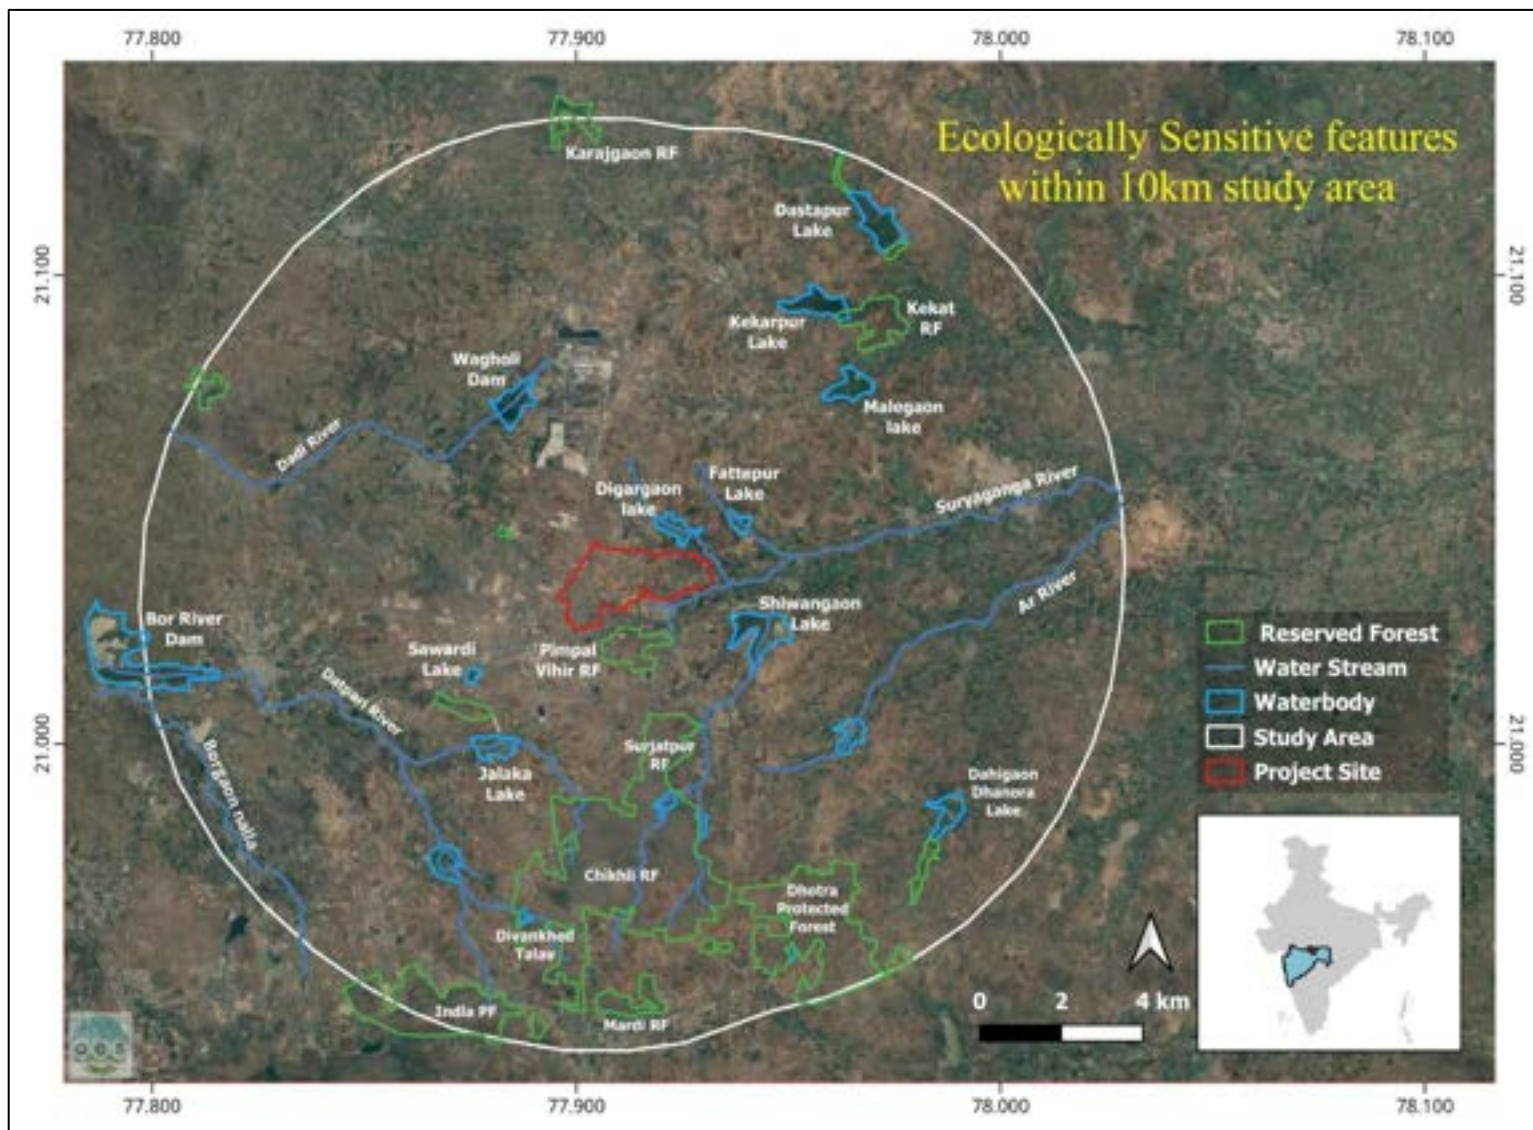 77.800
77.900
78.000
78.100
Ecologically Sensitive features
within 10km study area
Karajgaon RF
Dastapur
Lake
21.100
21.100
Kekarpur
Lake
Kekat
RF
Wagholi
Dam
Malegaon
lake
Dadi River
Digargaon
lake
Fattepur
Lake
Suryaganga River
Ar River
Shiwangaon
Lake
Bor River
Dam
Sawardi
Lake
Pimpal
Vihir RF
Datpari River
Borgaon nalla
Surjatpur
RF
Jalaka
Lake
21.000
21.000
Dahigaon
Dhanora
Lake
Chikhli RF
Dhotra
Protected
Forest
Divankhed
Talav
Indla PF
Mardi RF
Reserved Forest
Water Stream
Waterbody
Study Area
Project Site
0 2 4 km
77.800
77.900
78.000
78.100